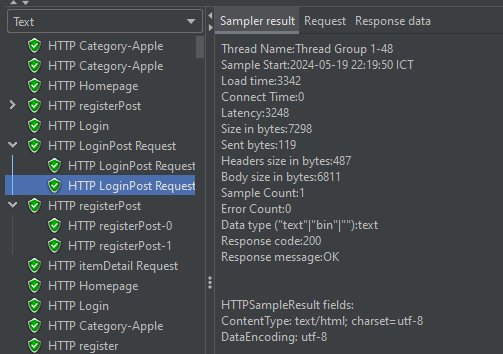 Text
HTTP Category-Apple
HTTP Category-Apple
HTTP Homepage
HTTP registerPost
HTTP Login
HTTP LoginPost Request
HTTP LoginPost Request
HTTP LoginPost Request
HTTP registerPost
HTTP registerPost-0
HTTP registerPost-1
HTTP itemDetail Request
HTTP Homepage
HTTP Login
HTTP Category-Apple
HTTP register
Sampler result Request Response data
Thread Name:Thread Group 1-48
Sample Start:2024-05-19 22:19:50 ICT
Load time:3342
Connect Time:0
Latency:3248
Size in bytes:7298
Sent bytes:119
Headers size in bytes:487
Body size in bytes:6811
Sample Count:1
Error Count:0
Data type ("text"|"bin"|""):text
Response code:200
Response message:OK
HTTPSampleResult fields:
ContentType: text/html; charset=utf-8
DataEncoding: utf-8